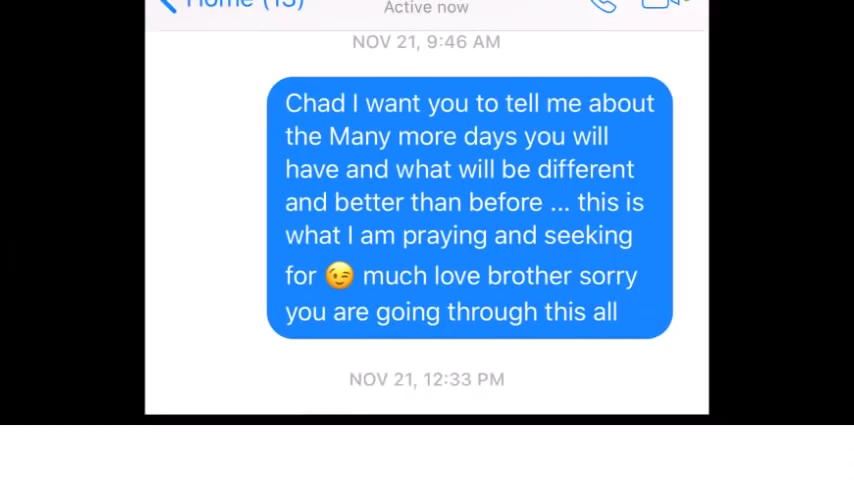 Home (13)
Active now
NOV 21, 9:46 AM
Chad I want you to tell me about
the Many more days you will
have and what will be different
and better than before ... this is
what I am praying and seeking
for 😉 much love brother sorry
you are going through this all
NOV 21, 12:33 PM